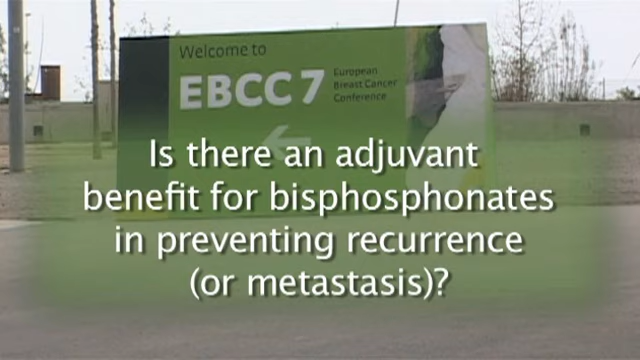 Welcome to
EBCC 7
European
Breast Cancer
Conference
Is there an adjuvant
benefit for bisphosphonates
in preventing recurrence
(or metastasis)?